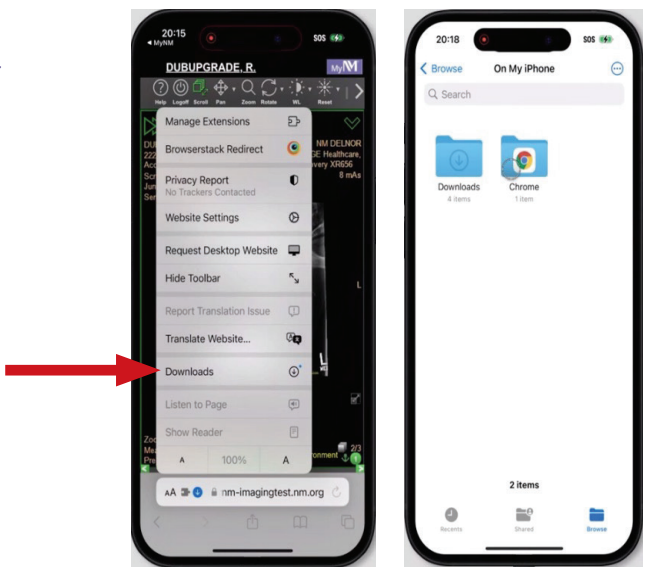 20:15
SOS
MyNM
DUBUPGRADE, R.
MyNM
Help Logoff Scroll Pan Zoom Rotate WL Reset
Manage Extensions
NM DELNOR
Browserstack Redirect
GE Healthcare,
XR656
Privacy Report
8 mAs
No Trackers Contacted
Website Settings
Request Desktop Website
Hide Toolbar
L
Report Translation Issue
Translate Website...
L
Downloads
Listen to Page
Show Reader
2/3
A 100% A
1
AA nm-imagingtest.nm.org
20:18
SOS
Browse On My iPhone
Search
Downloads
4 items
Chrome
1 item
2 items
Recents Shared Browse